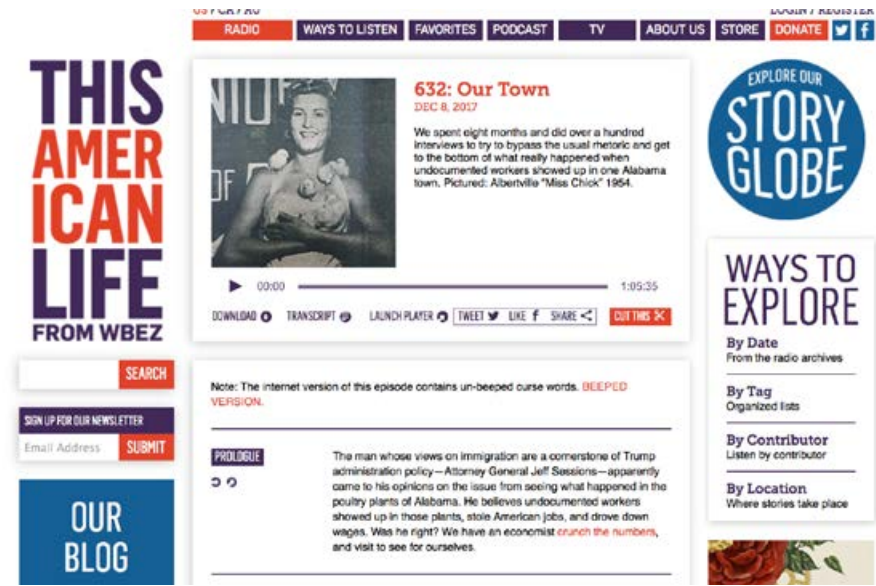 US / CA / AU
LOGIN / REGISTER
RADIO
WAYS TO LISTEN
FAVORITES
PODCAST
TV
ABOUT US
STORE
DONATE
THIS
AMER
ICAN
LIFE
FROM WBEZ
SEARCH
SIGN UP FOR OUR NEWSLETTER
Email Address
SUBMIT
OUR
BLOG
632: Our Town
DEC 8, 2017
We spent eight months and did over a hundred
interviews to try to bypass the usual rhetoric and get
to the bottom of what really happened when
undocumented workers showed up in one Alabama
town. Pictured: Albertville "Miss Chick" 1954.
00:00
1:05:35
DOWNLOAD
TRANSCRIPT
LAUNCH PLAYER
TWEET
LIKE
SHARE
CUT THIS
Note: The internet version of this episode contains un-beeped curse words. BEEPED
VERSION.
PROLOGUE
The man whose views on immigration are a cornerstone of Trump
administration policy—Attorney General Jeff Sessions—apparently
came to his opinions on the issue from seeing what happened in the
poultry plants of Alabama. He believes undocumented workers
showed up in those plants, stole American jobs, and drove down
wages. Was he right? We have an economist crunch the numbers,
and visit to see for ourselves.
EXPLORE OUR
STORY
GLOBE
WAYS TO
EXPLORE
By Date
From the radio archives
By Tag
Organized lists
By Contributor
Listen by contributor
By Location
Where stories take place